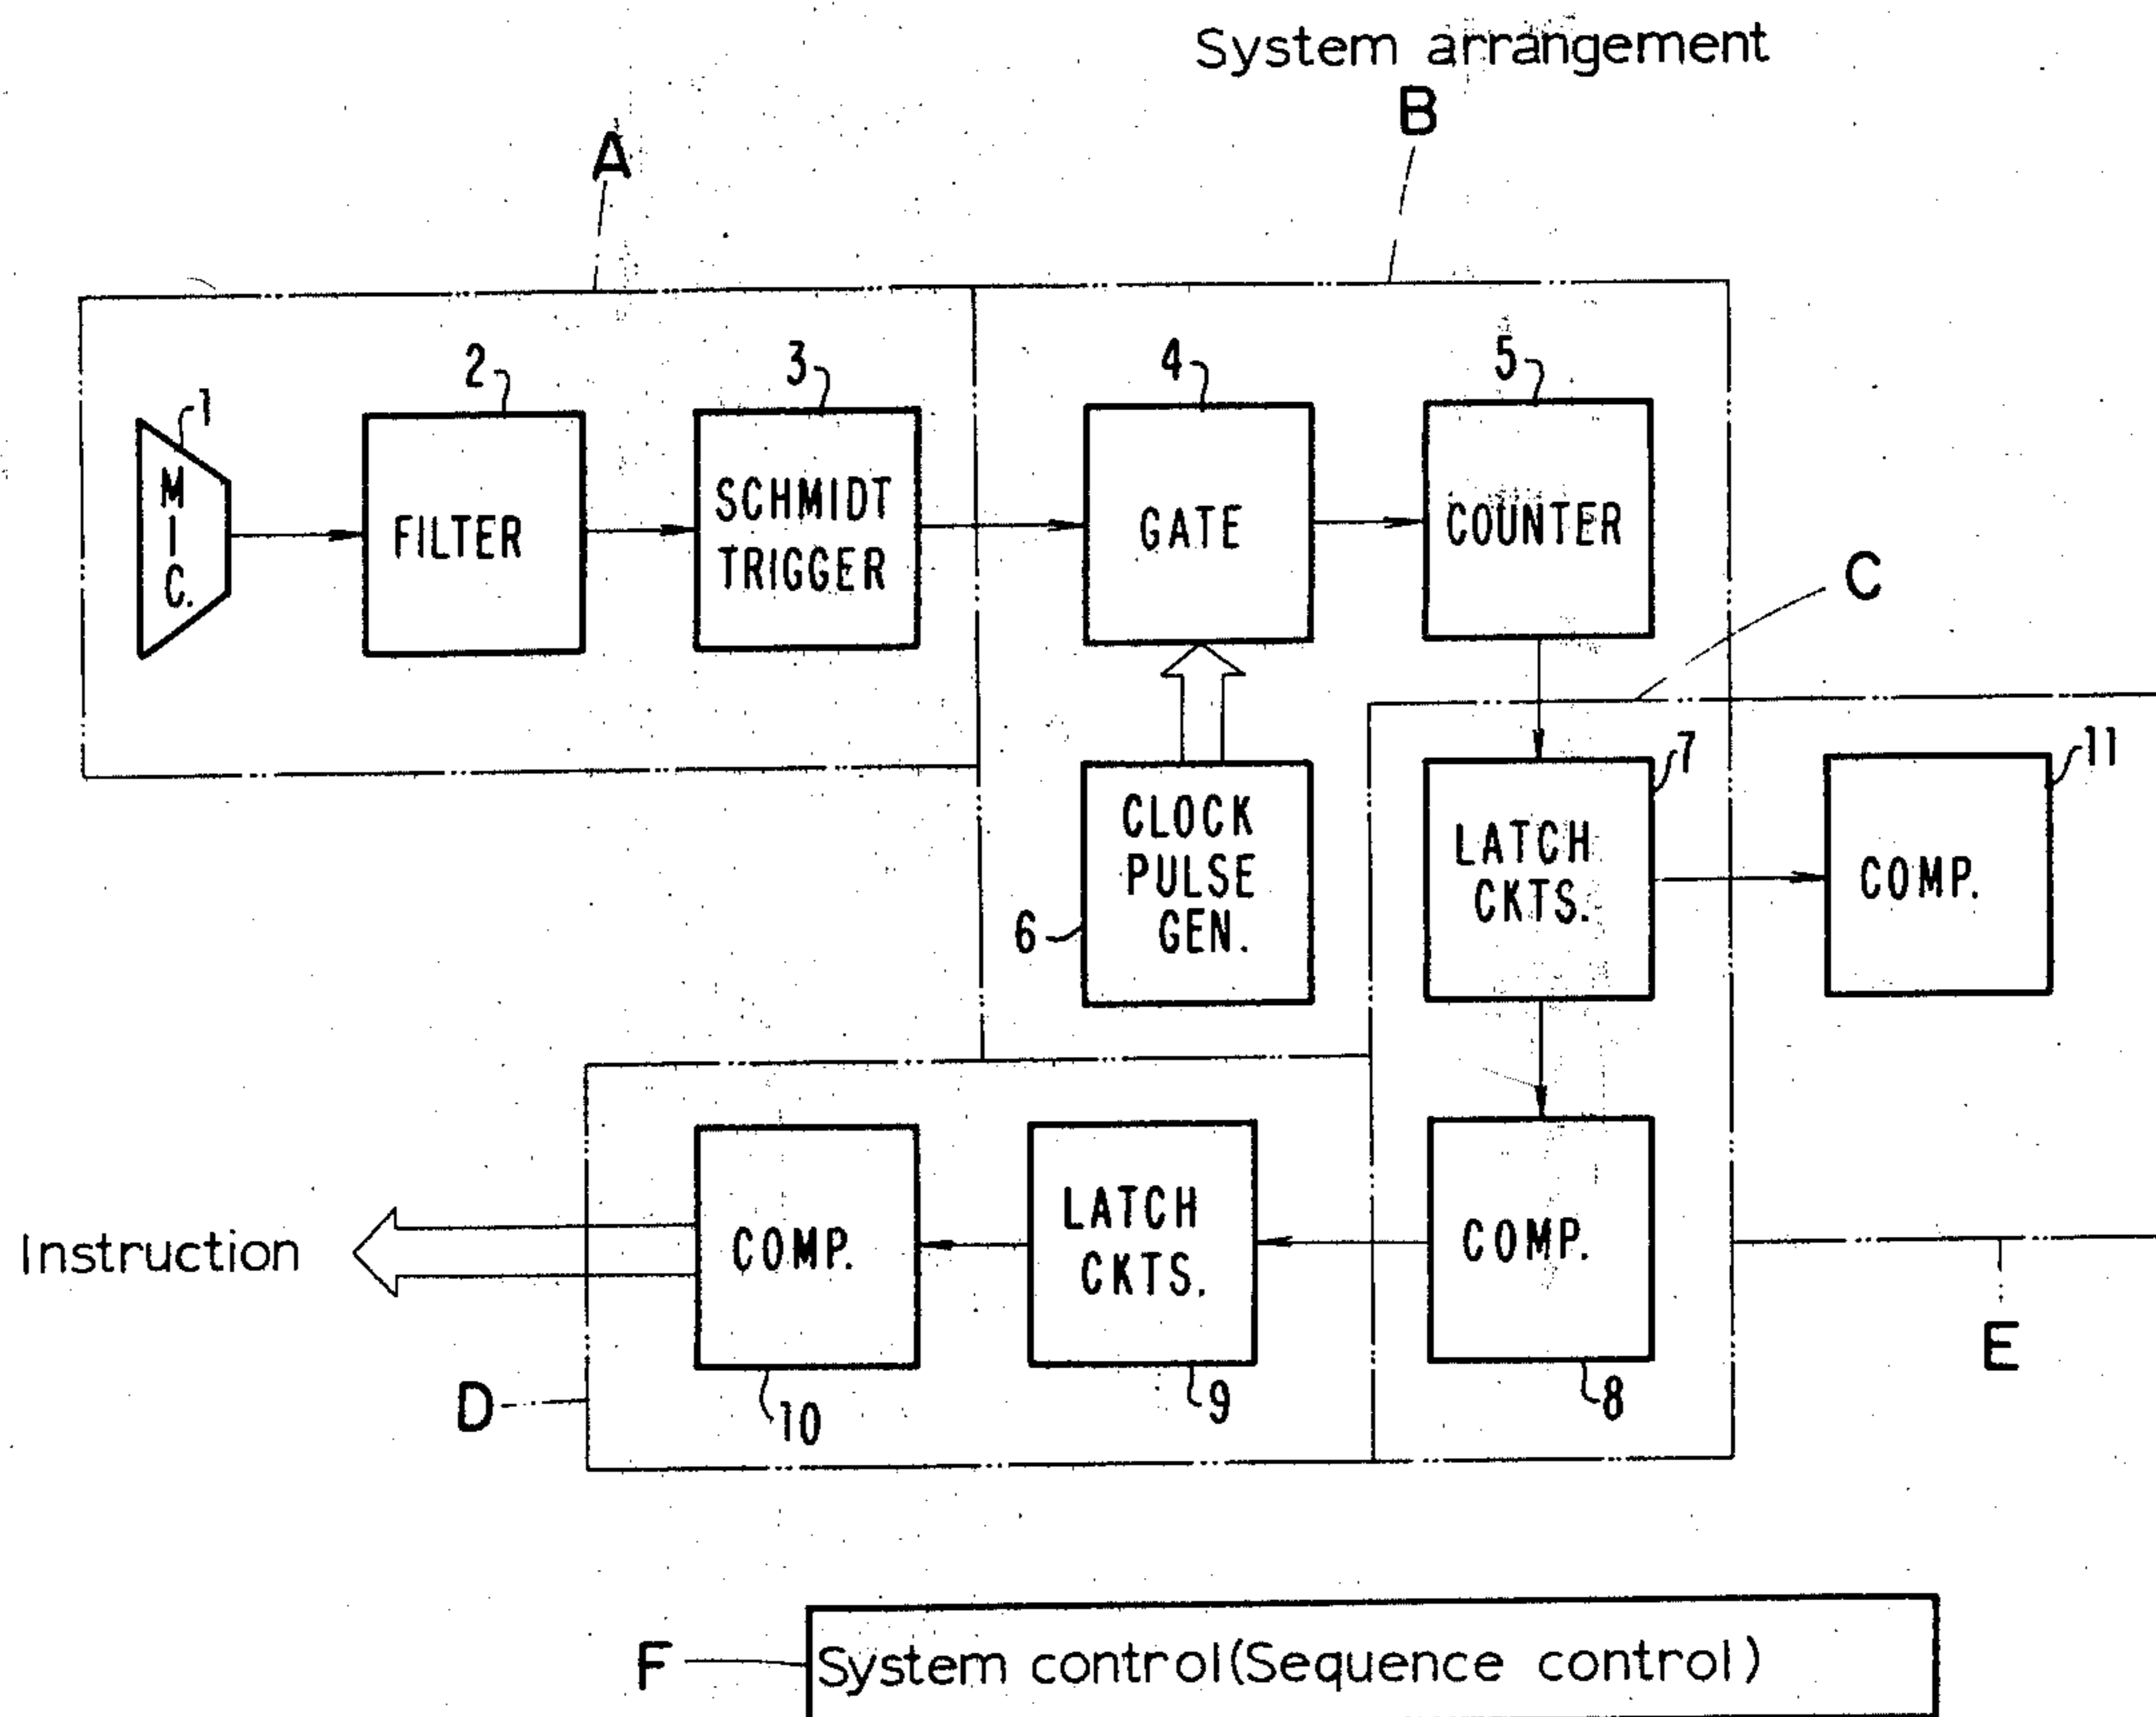 System arrangement
B
A
1
2
3
4
5
M
I
C.
FILTER
SCHMIDT
TRIGGER
GATE
COUNTER
C
7
11
CLOCK
PULSE
GEN.
6
LATCH
CKTS.
COMP.
Instruction
COMP.
LATCH
CKTS.
COMP.
E
D
10
9
8
F
System control(Sequence control)